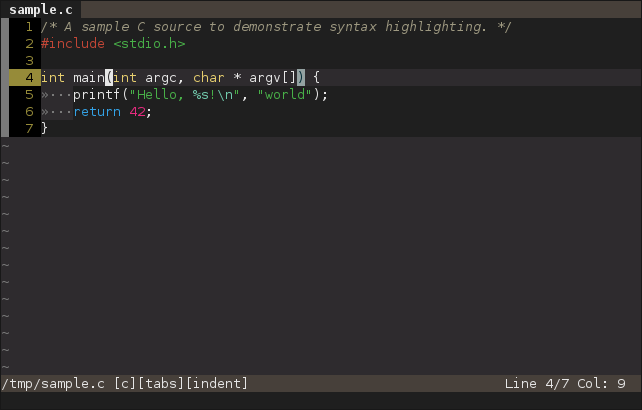 sample.c
1 /* A sample C source to demonstrate syntax highlighting. */
2 #include <stdio.h>
3
4 int main(int argc, char * argv[]) {
5 »···printf("Hello, %s!\n", "world");
6 »···return 42;
7 }
~
~
~
~
~
~
~
~
~
~
~
~
~
~
/tmp/sample.c [c][tabs][indent] Line 4/7 Col: 9